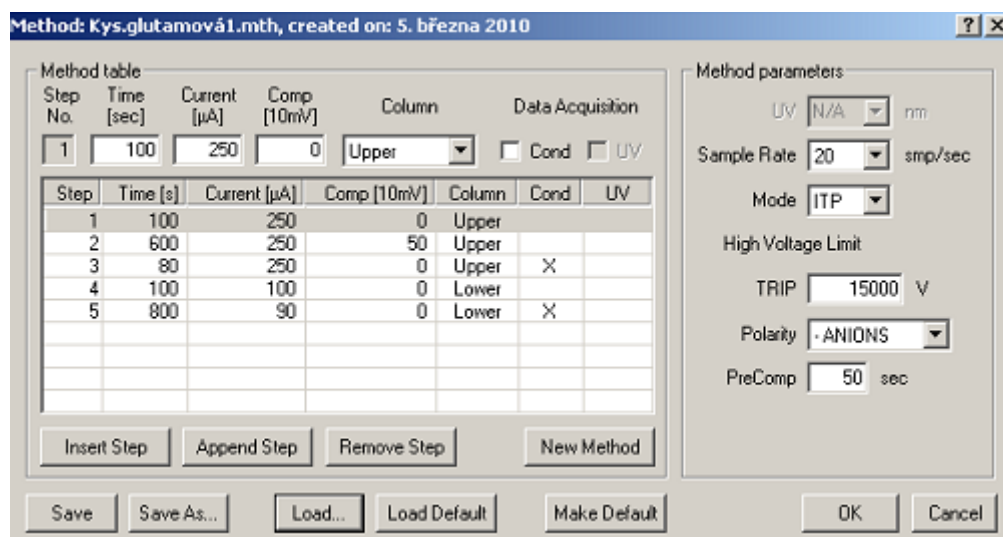 Method: Kys.glutamová1.mth, created on: 5. března 2010
Method table
Step No. Time [sec] Current [µA] Comp [10mV] Column Data Acquisition
1 100 250 0 Upper Cond UV
Step Time [s] Current [µA] Comp [10mV] Column Cond UV
1 100 250 0 Upper
2 600 250 50 Upper
3 80 250 0 Upper X
4 100 100 0 Lower
5 800 90 0 Lower X
Insert Step Append Step Remove Step New Method
Method parameters
UV N/A nm
Sample Rate 20 smp/sec
Mode ITP
High Voltage Limit
TRIP 15000 V
Polarity - ANIONS
PreComp 50 sec
Save Save As... Load... Load Default Make Default OK Cancel